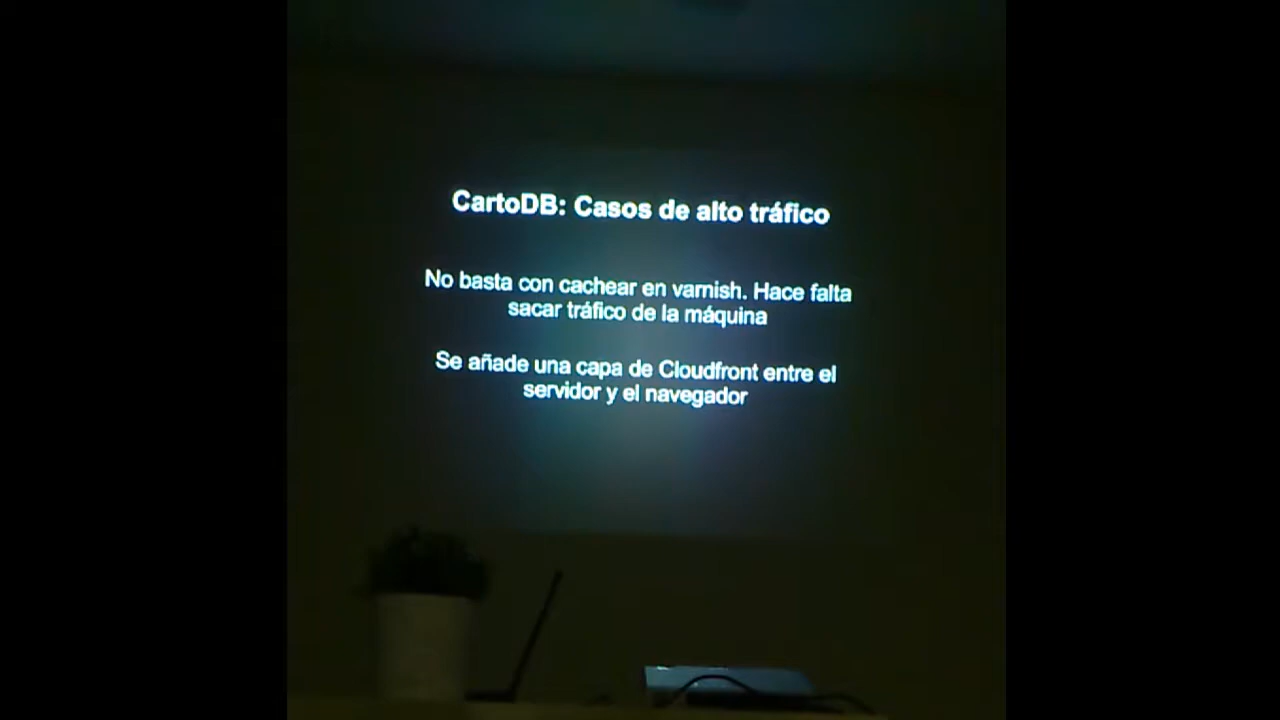 CartoDB: Casos de alto tráfico
No basta con cachear en varnish. Hace falta
sacar tráfico de la máquina
Se añade una capa de Cloudfront entre el
servidor y el navegador